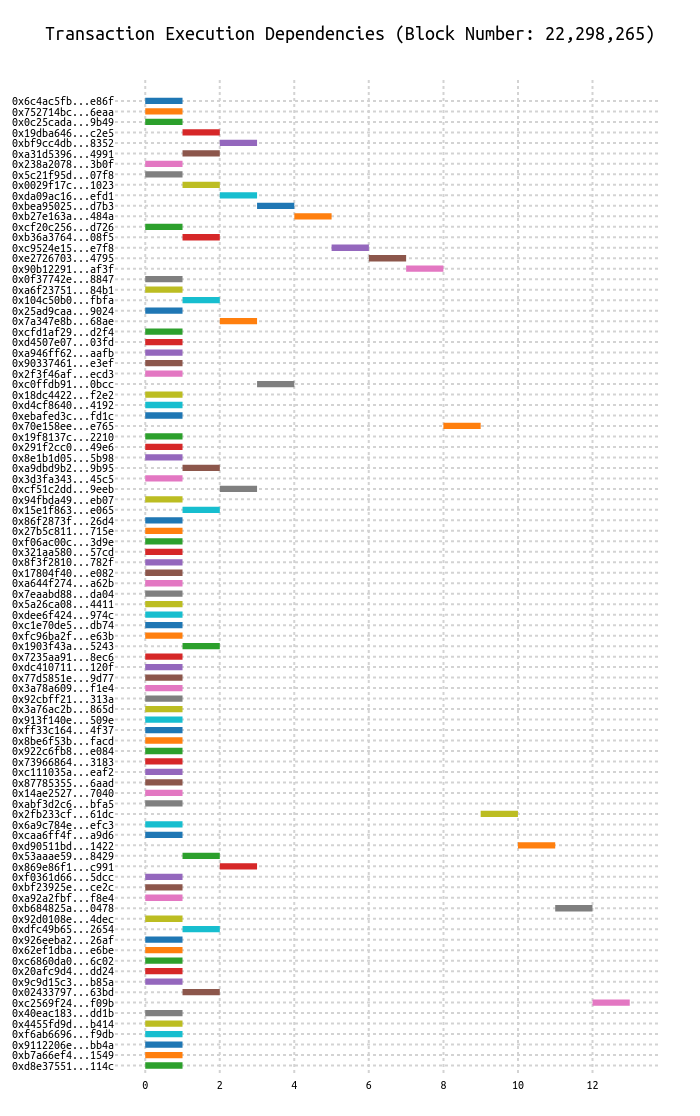 Transaction Execution Dependencies (Block Number: 22,298,265)
0x6c4ac5fb...e86f
0x752714bc...6eaa
0x0c25cada...9b49
0x19dba646...c2e5
0xbf9cc4db...8352
0xa31d5396...4991
0x238a2078...3b0f
0x5c21f95d...07f8
0x0029f17c...1023
0xda09ac16...efd1
0xbea95025...d7b3
0xb27e163a...484a
0xcf20c256...d726
0xb36a3764...08f5
0xc9524e15...e7f8
0xe2726703...4795
0x90b12291...af3f
0x0f37742e...8847
0xa6f23751...84b1
0x104c50b0...fbfa
0x25ad9caa...9024
0x7a347e8b...68ae
0xcfd1af29...d2f4
0xd4507e07...03fd
0xa946ff62...aafb
0x90337461...e3ef
0x2f3f46af...ecd3
0xc0ffdb91...0bcc
0x18dc4422...f2e2
0xd4cf8640...4192
0xebafed3c...fd1c
0x70e158ee...e765
0x19f8137c...2210
0x291f2cc0...49e6
0x8e1b1d05...5b98
0xa9dbd9b2...9b95
0x3d3fa343...45c5
0xcf51c2dd...9eeb
0x94fbda49...eb07
0x15e1f863...e065
0x86f2873f...26d4
0x27b5c811...715e
0xf06ac00c...3d9e
0x321aa580...57cd
0x8f3f2810...782f
0x17804f40...e082
0xa644f274...a62b
0x7eaabd88...da04
0x5a26ca08...4411
0xdee6f424...974c
0xc1e70de5...db74
0xfc96ba2f...e63b
0x1903f43a...5243
0x7235aa91...8ec6
0xdc410711...120f
0x77d5851e...9d77
0x3a78a609...f1e4
0x92cbff21...313a
0x3a76ac2b...865d
0x913f140e...509e
0xff33c164...4f37
0x8be6f53b...facd
0x922c6fb8...e084
0x73966864...3183
0xc111035a...eaf2
0x87785355...6aad
0x14ae2527...7040
0xabf3d2c6...bfa5
0x2fb233cf...61dc
0x6a9c784e...efc3
0xcaa6ff4f...a9d6
0xd90511bd...1422
0x53aaae59...8429
0x869e86f1...c991
0xf0361d66...5dcc
0xbf23925e...ce2c
0xa92a2fbf...f8e4
0xb684825a...0478
0x92d0108e...4dec
0xdfc49b65...2654
0x926eeba2...26af
0x62ef1dba...e6be
0xc6860da0...6c02
0x20afc9d4...dd24
0x9c9d15c3...b85a
0x02433797...63bd
0xc2569f24...f09b
0x40eac183...dd1b
0x4455fd9d...b414
0xf6ab6696...f9db
0x9112206e...bb4a
0xb7a66ef4...1549
0xd8e37551...114c
0 2 4 6 8 10 12